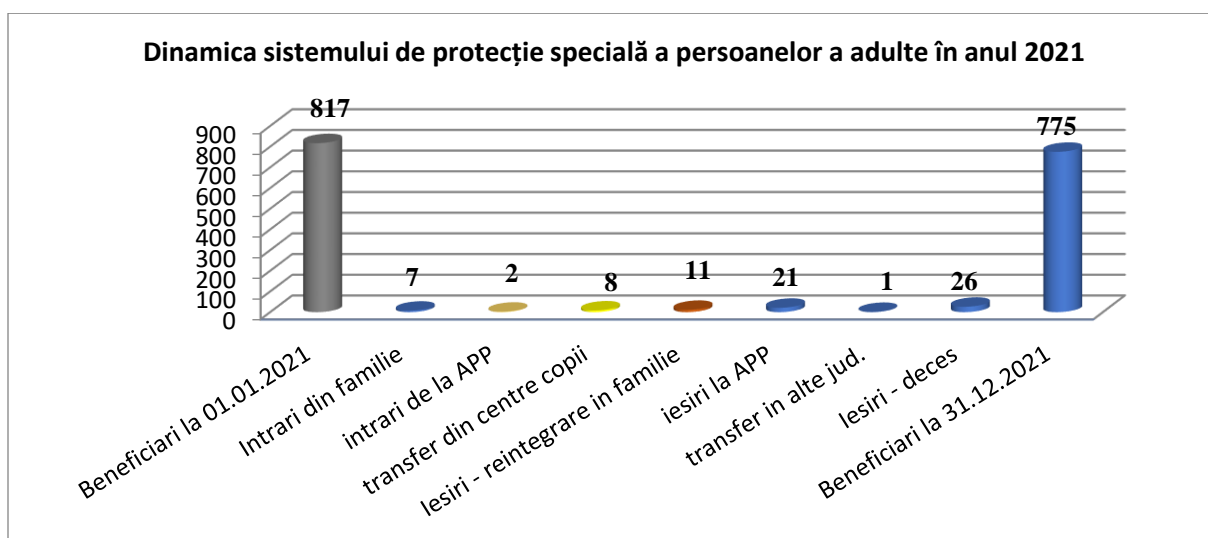 Dinamica sistemului de protecție specială a persoanelor a adulte în anul 2021
817
775
900
800
700
600
500
400
300
200
100
0
7
2
8
11
21
1
26
Beneficiari la 01.01.2021
Intrari din familie
intrari de la APP
transfer din centre copii
Iesiri - reintegrare in familie
iesiri la APP
transfer in alte jud.
Iesiri - deces
Beneficiari la 31.12.2021